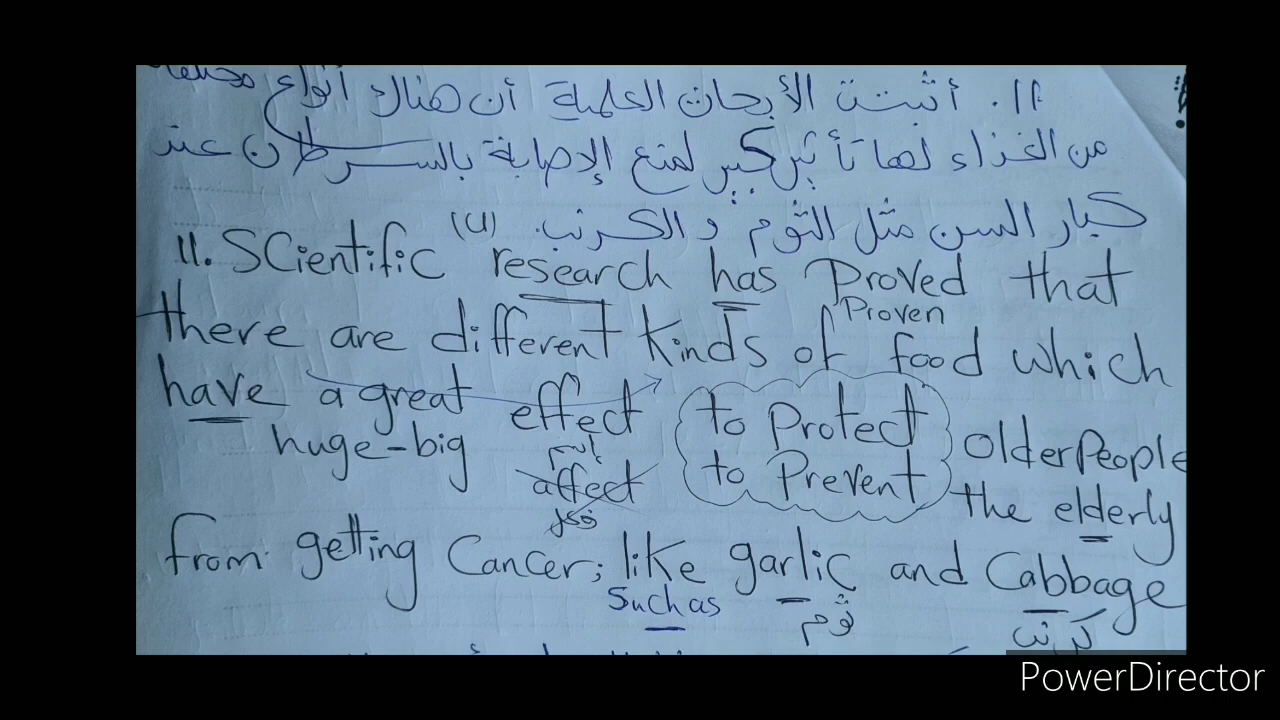 ١١. أثبتت الأبحاث العلمية أن هناك أنواع مختلفة
من الغذاء لها تأثير كبير لمنع الإصابة بالسرطان عند
كبار السن مثل الثوم والكرنب.
11. SCientific (U) research has Proved that
Proven
there are different kinds of food which
have a great effect to Protect older People
huge-big اسم affect to Prevent the elderly
فعل
from getting Cancer; like garlic and Cabbage
Such as ثوم كرنب
PowerDirector